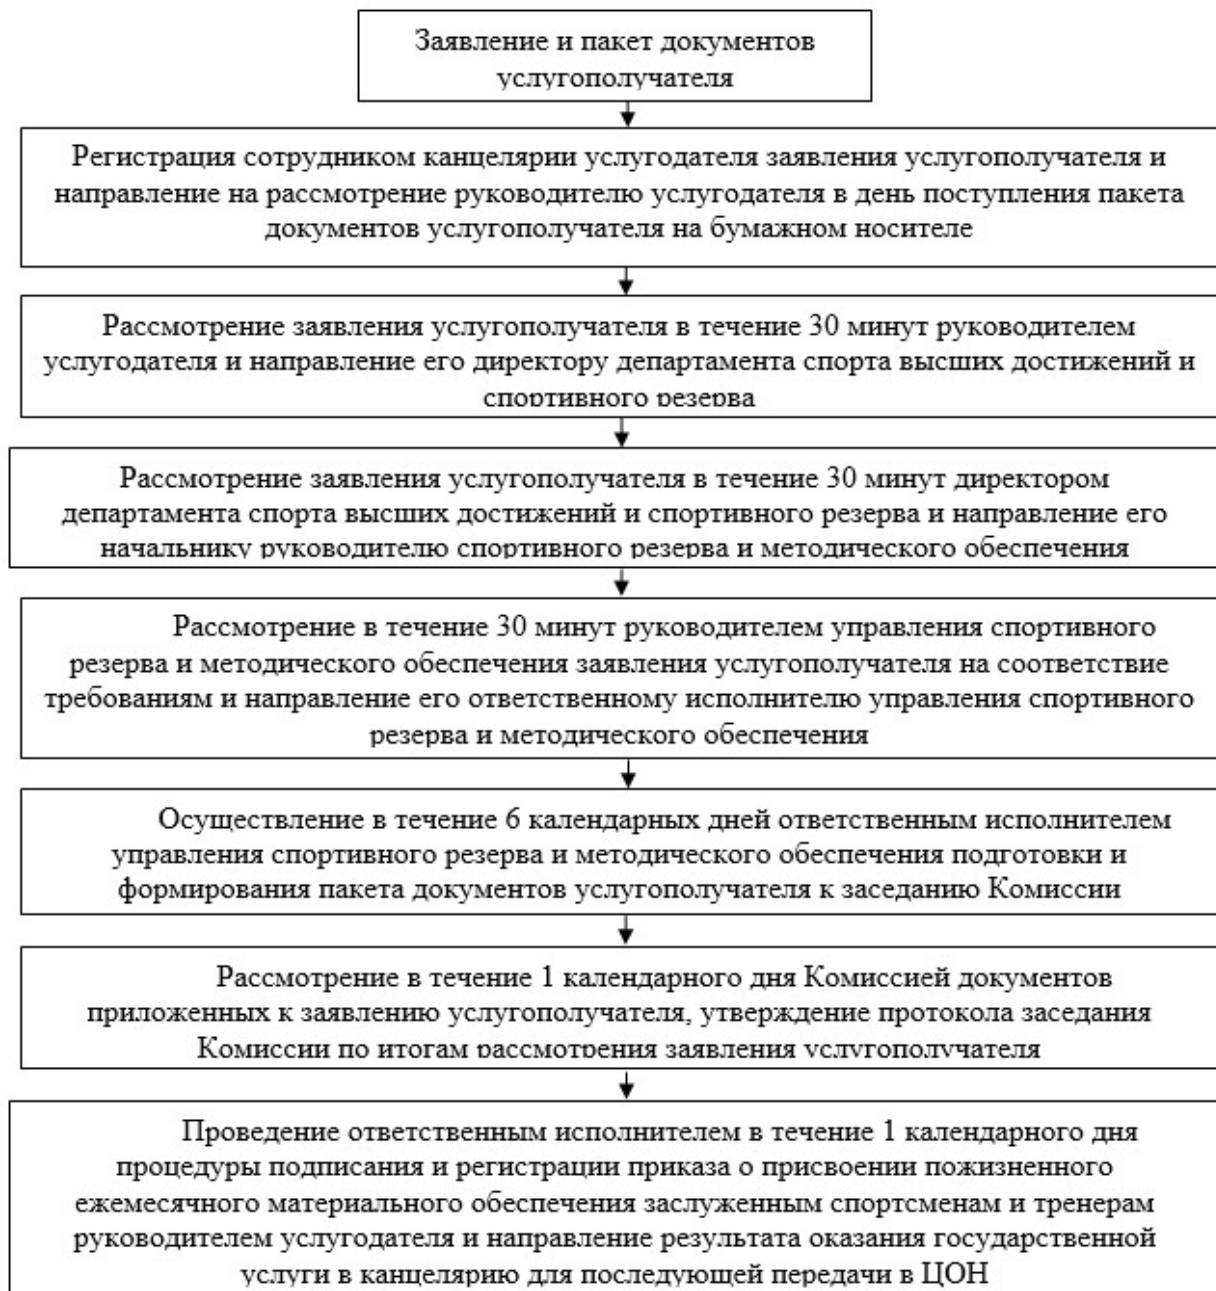 Заявление и пакет документов
услугополучателя
Регистрация сотрудником канцелярии услугодателя заявления услугополучателя и
направление на рассмотрение руководителю услугодателя в день поступления пакета
документов услугополучателя на бумажном носителе
Рассмотрение заявления услугополучателя в течение 30 минут руководителем
услугодателя и направление его директору департамента спорта высших достижений и
спортивного резерва
Рассмотрение заявления услугополучателя в течение 30 минут директором
департамента спорта высших достижений и спортивного резерва и направление его
начальнику руководителю спортивного резерва и методического обеспечения
Рассмотрение в течение 30 минут руководителем управления спортивного
резерва и методического обеспечения заявления услугополучателя на соответствие
требованиям и направление его ответственному исполнителю управления спортивного
резерва и методического обеспечения
Осуществление в течение 6 календарных дней ответственным исполнителем
управления спортивного резерва и методического обеспечения подготовки и
формирования пакета документов услугополучателя к заседанию Комиссии
Рассмотрение в течение 1 календарного дня Комиссией документов
приложенных к заявлению услугополучателя, утверждение протокола заседания
Комиссии по итогам рассмотрения заявления услугополучателя
Проведение ответственным исполнителем в течение 1 календарного дня
процедуры подписания и регистрации приказа о присвоении пожизненного
ежемесячного материального обеспечения заслуженным спортсменам и тренерам
руководителем услугодателя и направление результата оказания государственной
услуги в канцелярию для последующей передачи в ЦОН